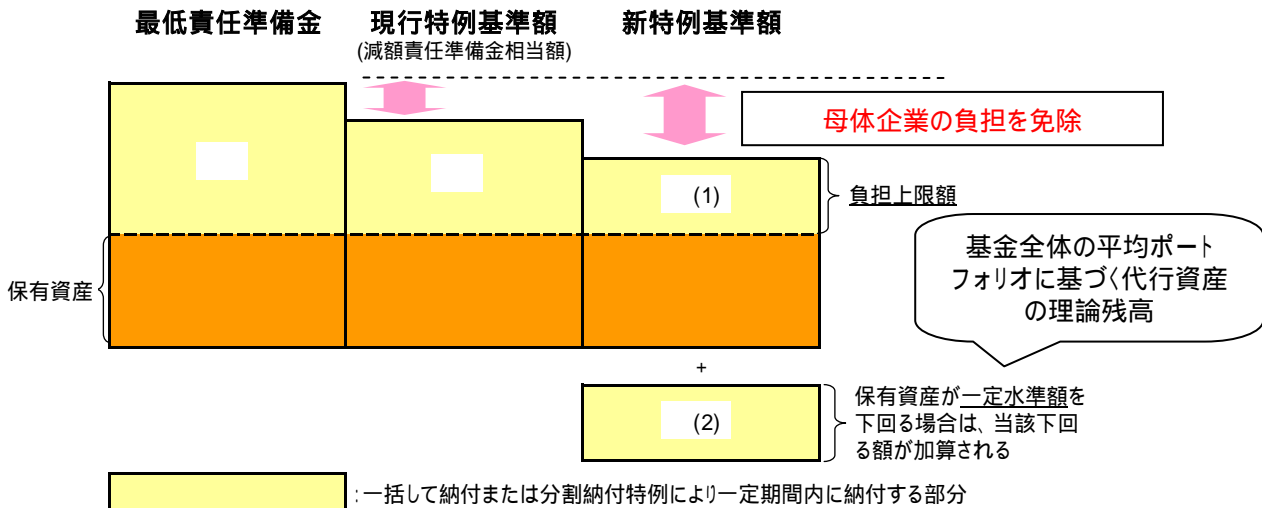 最低責任準備金
現行特例基準額
(減額責任準備金相当額)
新特例基準額
母体企業の負担を免除
(1)
負担上限額
保有資産
基金全体の平均ポート
フォリオに基づく代行資産
の理論残高
+
(2)
保有資産が一定水準額を
下回る場合は、当該下回
る額が加算される
:一括して納付または分割納付特例により一定期間内に納付する部分